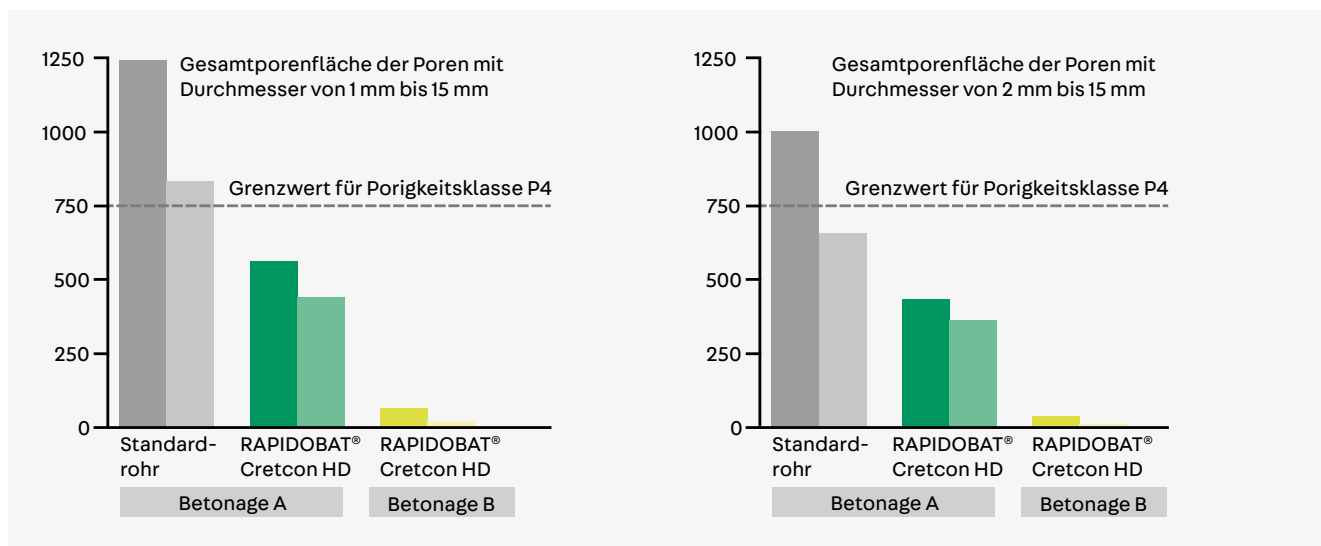 Gesamtporenfläche der Poren mit
Durchmesser von 1 mm bis 15 mm
1250
1000
Grenzwert für Porigkeitsklasse P4
750
500
250
0
Standard-
rohr
RAPIDOBAT®
Cretcon HD
RAPIDOBAT®
Cretcon HD
Betonage A
Betonage B
Gesamtporenfläche der Poren mit
Durchmesser von 2 mm bis 15 mm
1250
1000
Grenzwert für Porigkeitsklasse P4
750
500
250
0
Standard-
rohr
RAPIDOBAT®
Cretcon HD
RAPIDOBAT®
Cretcon HD
Betonage A
Betonage B